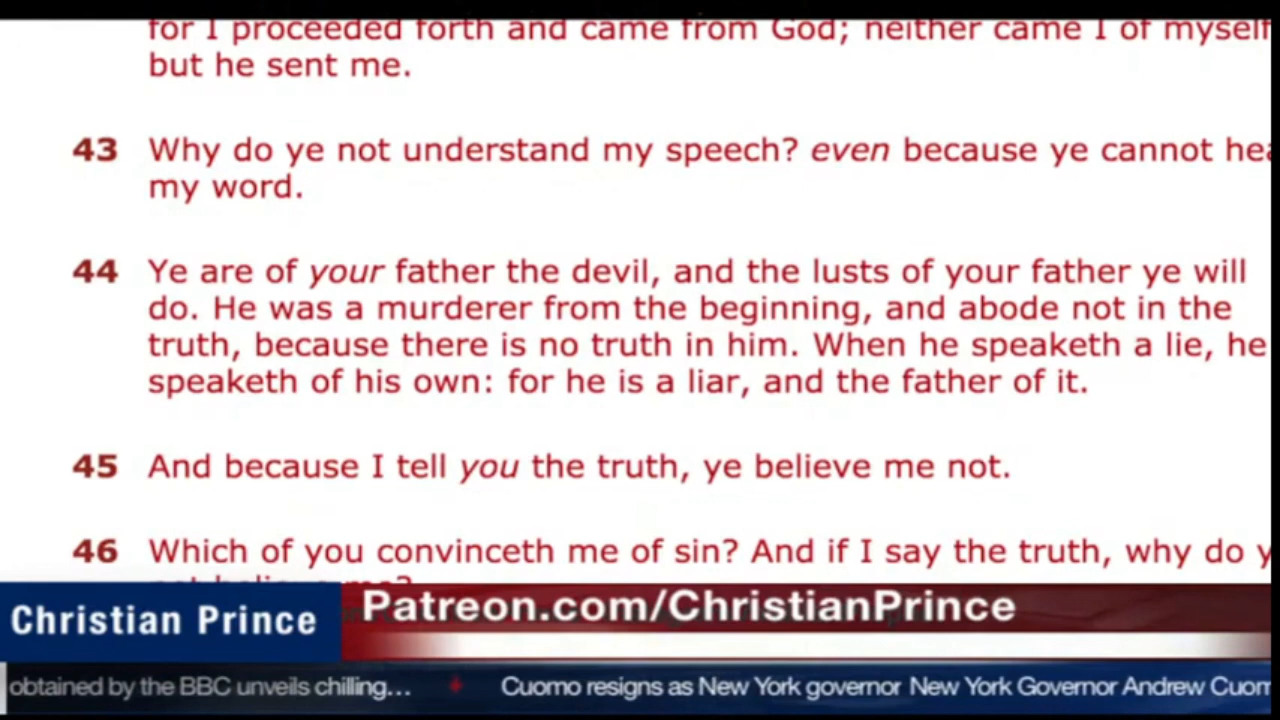 for I proceeded forth and came from God; neither came I of myself
but he sent me.
43 Why do ye not understand my speech? even because ye cannot hea
my word.
44 Ye are of your father the devil, and the lusts of your father ye will
do. He was a murderer from the beginning, and abode not in the
truth, because there is no truth in him. When he speaketh a lie, he
speaketh of his own: for he is a liar, and the father of it.
45 And because I tell you the truth, ye believe me not.
46 Which of you convinceth me of sin? And if I say the truth, why do y
Christian Prince
Patreon.com/ChristianPrince
obtained by the BBC unveils chilling... Cuomo resigns as New York governor New York Governor Andrew Cuom